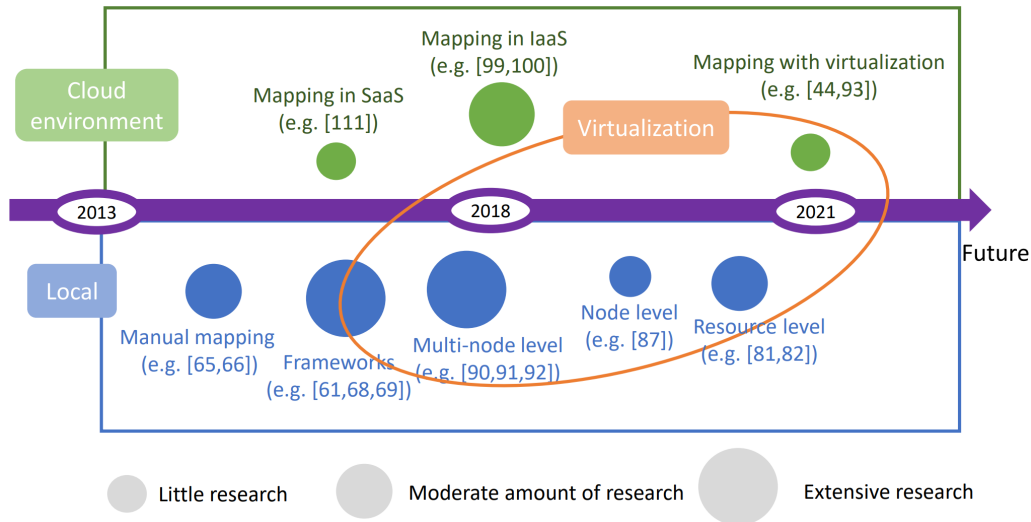 Mapping in IaaS
(e.g. [99,100])
Mapping with virtualization
(e.g. [44,93])
Cloud
environment
Mapping in SaaS
(e.g. [111])
Virtualization
2013
2018
2021
Future
Local
Manual mapping
(e.g. [65,66])
Frameworks
(e.g. [61,68,69])
Multi-node level
(e.g. [90,91,92])
Node level
(e.g. [87])
Resource level
(e.g. [81,82])
Little research
Moderate amount of research
Extensive research